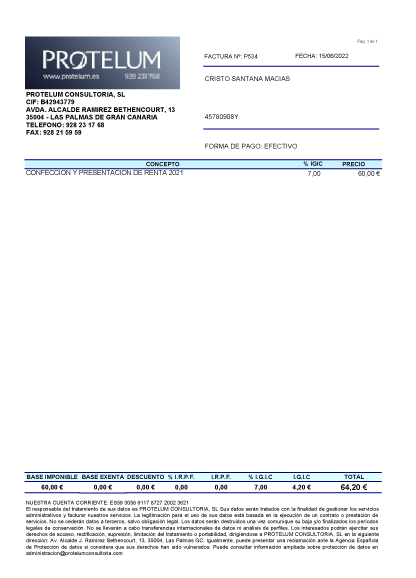 Pag. 1 de 1
PROTELUM
www.protelum.es 928 231 768
FACTURA Nº: P534 FECHA: 15/06/2022
CRISTO SANTANA MACIAS
PROTELUM CONSULTORIA, SL
CIF: B42943779
AVDA. ALCALDE RAMIREZ BETHENCOURT, 13
35004 - LAS PALMAS DE GRAN CANARIA
TELEFONO: 928 23 17 68
FAX: 928 21 59 59
45780908Y
FORMA DE PAGO: EFECTIVO
CONCEPTO % IGIC PRECIO
CONFECCION Y PRESENTACION DE RENTA 2021 7,00 60,00 €
BASE IMPONIBLE BASE EXENTA DESCUENTO % I.R.P.F. I.R.P.F. % I.G.I.C I.G.I.C TOTAL
60,00 € 0,00 € 0,00 € 0,00 0,00 7,00 4,20 € 64,20 €
NUESTRA CUENTA CORRIENTE: ES59 3058 6117 8727 2002 3621
El responsable del tratamiento de sus datos es PROTELUM CONSULTORIA, SL Sus datos serán tratados con la finalidad de gestionar los servicios
administrativos y facturar nuestros servicios. La legitimación para el uso de sus datos está basada en la ejecución de un contrato o prestación de
servicios. No se cederán datos a terceros, salvo obligación legal. Los datos serán destruidos una vez comunique su baja y/o finalizados los periodos
legales de conservación. No se llevarán a cabo transferencias internacionales de datos ni análisis de perfiles. Los interesados podrán ejercitar sus
derechos de acceso, rectificación, supresión, limitación del tratamiento o portabilidad, dirigiéndose a PROTELUM CONSULTORIA, SL en la siguiente
dirección: Av. Alcalde J. Ramírez Bethencourt, 13, 35004, Las Palmas GC. Igualmente, puede presentar una reclamación ante la Agencia Española
de Protección de datos si considera que sus derechos han sido vulnerados. Puede consultar información ampliada sobre protección de datos en
administracion@protelumconsultoria.com